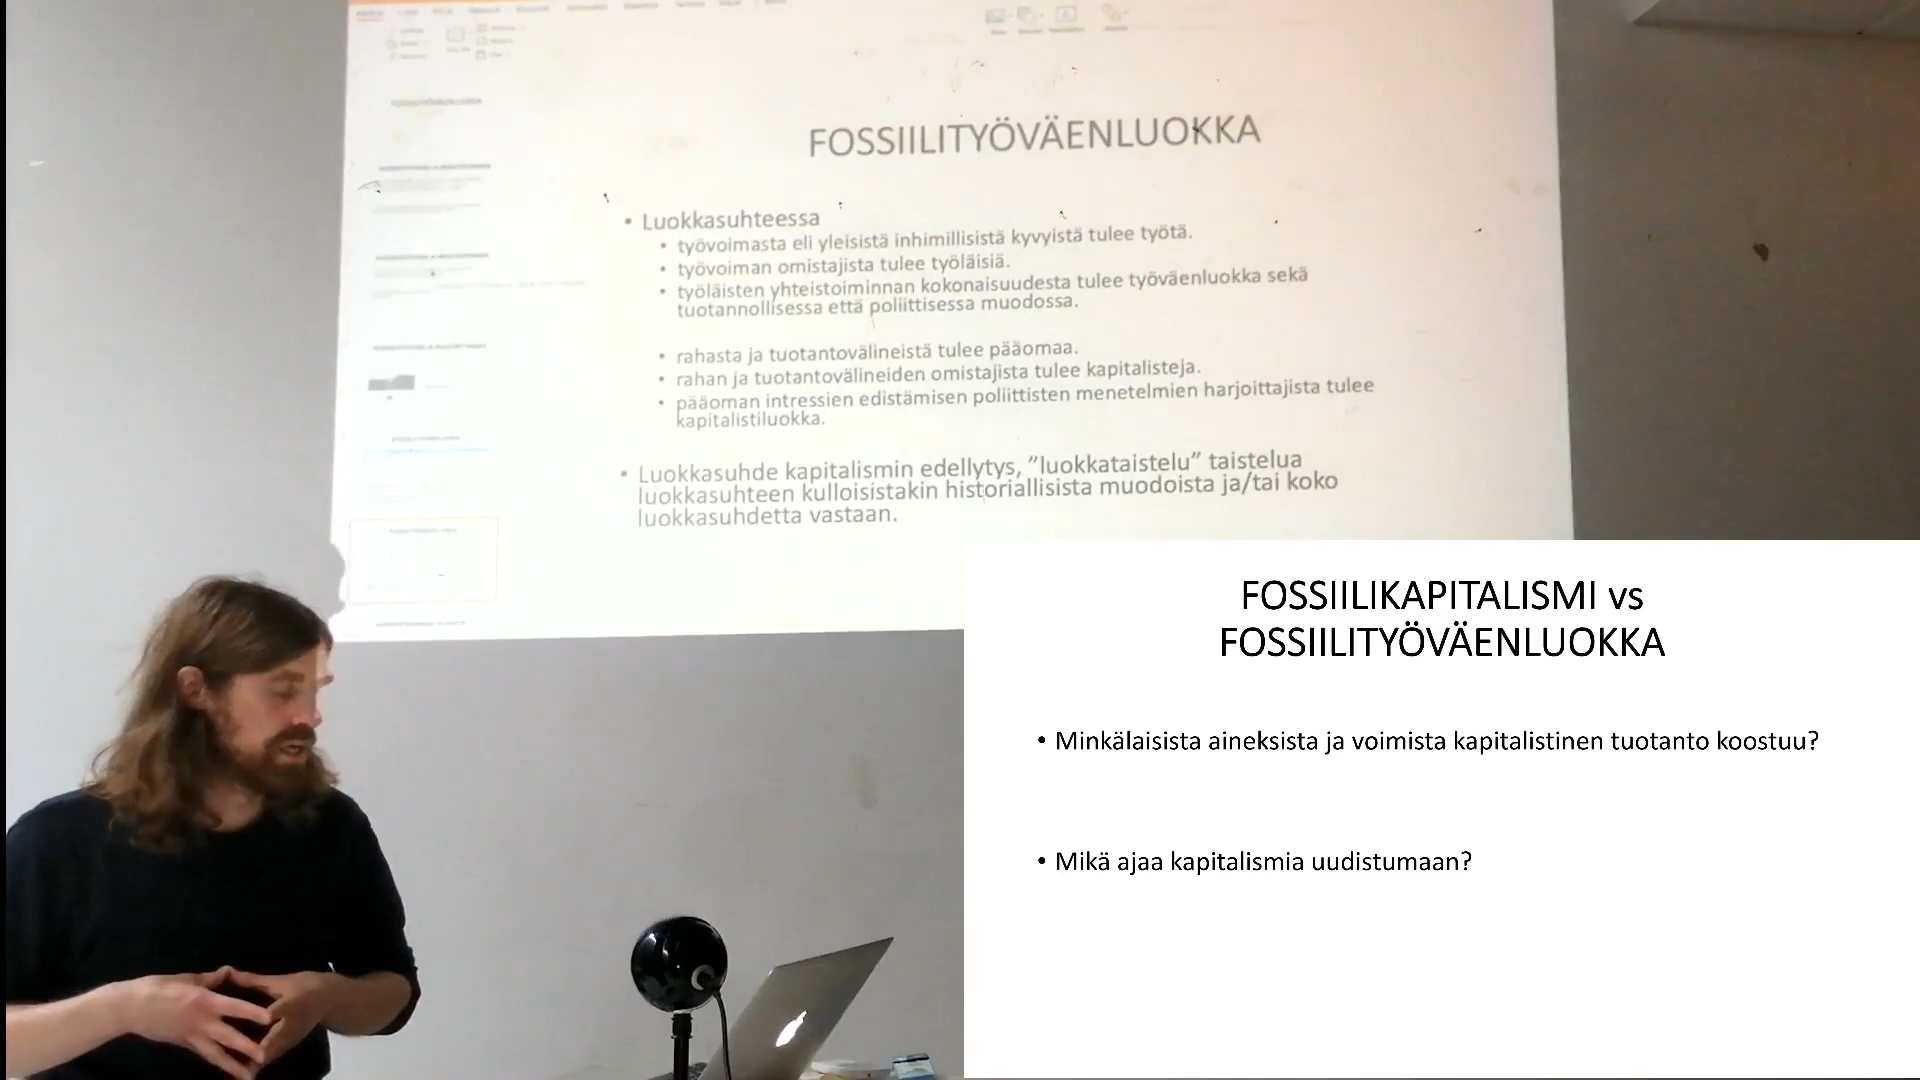 FOSSIILITYÖVÄENLUOKKA
• Luokkasuhteessa
• työvoimasta eli yleisistä inhimillisistä kyvyistä tulee työtä.
• työvoiman omistajista tulee työläisiä.
• työläisten yhteistoiminnan kokonaisuudesta tulee työväenluokka sekä
tuotannollisessa että poliittisessa muodossa.
• rahasta ja tuotantovälineistä tulee pääomaa.
• rahan ja tuotantovälineiden omistajista tulee kapitalisteja.
• pääoman intressien edistämisen poliittisten menetelmien harjoittajista tulee
kapitalistiluokka.
• Luokkasuhde kapitalismin edellytys, ”luokkataistelu” taistelua
luokkasuhteen kulloisistakin historiallisista muodoista ja/tai koko
luokkasuhdetta vastaan.
FOSSIILIKAPITALISMI vs
FOSSIILITYÖVÄENLUOKKA
• Minkälaisista aineksista ja voimista kapitalistinen tuotanto koostuu?
• Mikä ajaa kapitalismia uudistumaan?